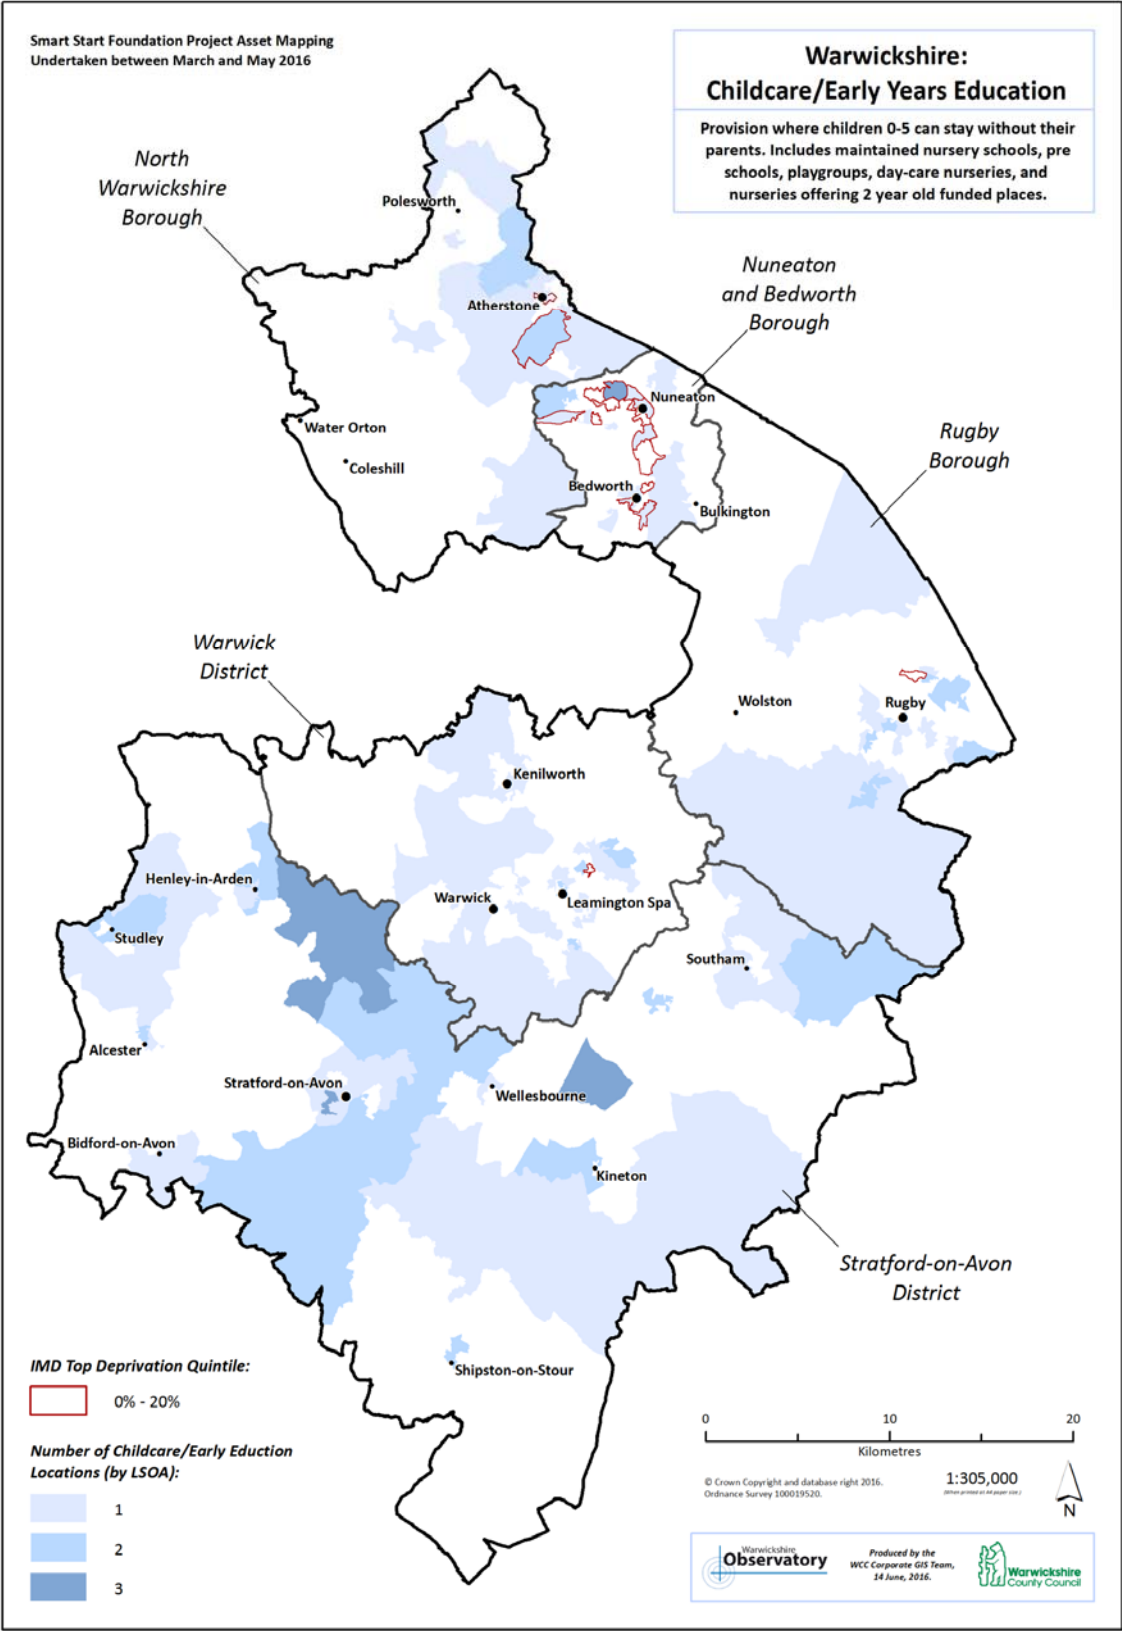 Smart Start Foundation Project Asset Mapping
Undertaken between March and May 2016
Warwickshire:
Childcare/Early Years Education
Provision where children 0-5 can stay without their
parents. Includes maintained nursery schools, pre
schools, playgroups, day-care nurseries, and
nurseries offering 2 year old funded places.
North
Warwickshire
Borough
Polesworth
Nuneaton
and Bedworth
Borough
Atherstone
Nuneaton
Water Orton
Coleshill
Rugby
Borough
Bedworth
Bulkington
Warwick
District
Wolston
Rugby
Kenilworth
Henley-in-Arden
Warwick
Leamington Spa
Studley
Southam
Alcester
Stratford-on-Avon
Wellesbourne
Bidford-on-Avon
Kineton
Stratford-on-Avon
District
Shipston-on-Stour
IMD Top Deprivation Quintile:
0% - 20%
Number of Childcare/Early Eduction
Locations (by LSOA):
1
2
3
0 10 20
Kilometres
© Crown Copyright and database right 2016.
Ordnance Survey 100019520.
1:305,000
(When printed at A4 paper size.)
N
Warwickshire
Observatory
Produced by the
WCC Corporate GIS Team,
14 June, 2016.
Warwickshire
County Council